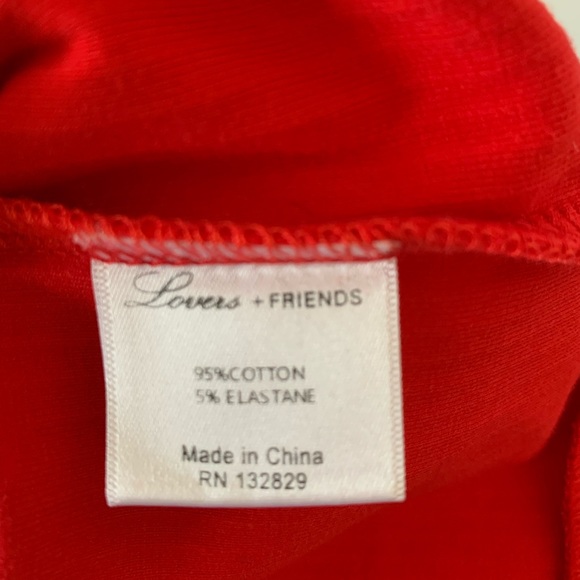 Lovers + FRIENDS
95%COTTON
5% ELASTANE
Made in China
RN 132829